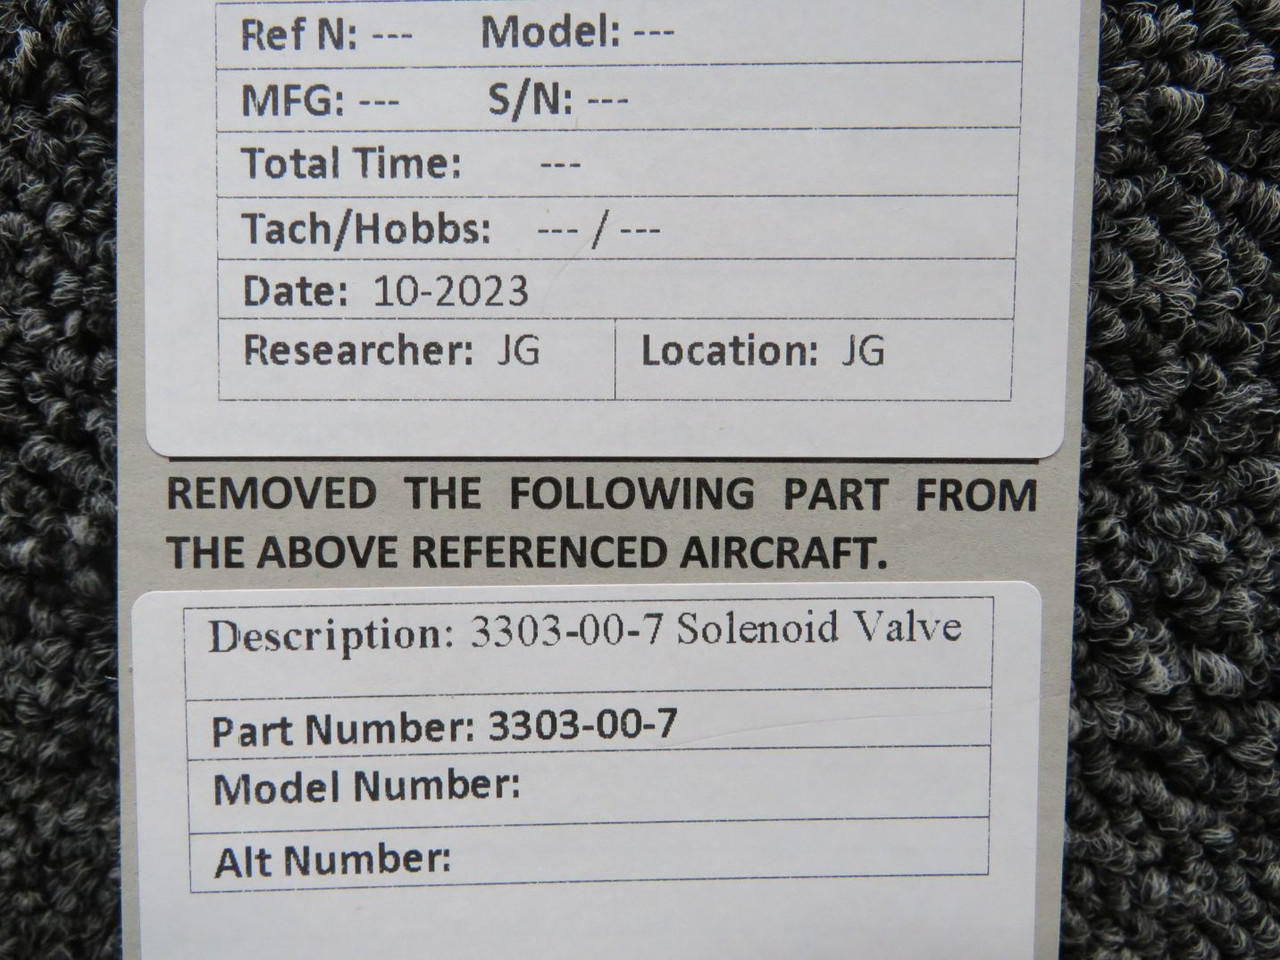 Ref N: --- Model: ---
MFG: --- S/N: ---
Total Time: ---
Tach/Hobbs: --- / ---
Date: 10-2023
Researcher: JG Location: JG
REMOVED THE FOLLOWING PART FROM
THE ABOVE REFERENCED AIRCRAFT.
Description: 3303-00-7 Solenoid Valve
Part Number: 3303-00-7
Model Number:
Alt Number: